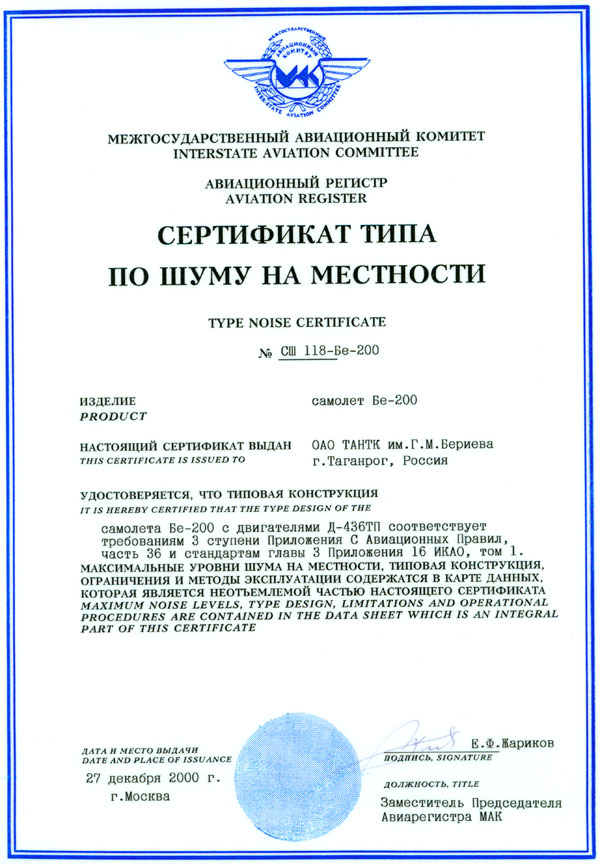 МЕЖГОСУДАРСТВЕННЫЙ
АВИАЦИОННЫЙ
КОМИТЕТ
МАК
INTERSTATE AVIATION COMMITTEE
МЕЖГОСУДАРСТВЕННЫЙ АВИАЦИОННЫЙ КОМИТЕТ
INTERSTATE AVIATION COMMITTEE
АВИАЦИОННЫЙ РЕГИСТР
AVIATION REGISTER
СЕРТИФИКАТ ТИПА
ПО ШУМУ НА МЕСТНОСТИ
TYPE NOISE CERTIFICATE
№ СШ 118-Бе-200
ИЗДЕЛИЕ самолет Бе-200
PRODUCT
НАСТОЯЩИЙ СЕРТИФИКАТ ВЫДАН ОАО ТАНТК им.Г.М.Бериева
THIS CERTIFICATE IS ISSUED TO г.Таганрог, Россия
УДОСТОВЕРЯЕТСЯ, ЧТО ТИПОВАЯ КОНСТРУКЦИЯ
IT IS HEREBY CERTIFIED THAT THE TYPE DESIGN OF THE
самолета Бе-200 с двигателями Д-436ТП соответствует
требованиям 3 ступени Приложения С Авиационных Правил,
часть 36 и стандартам главы 3 Приложения 16 ИКАО, том 1.
МАКСИМАЛЬНЫЕ УРОВНИ ШУМА НА МЕСТНОСТИ, ТИПОВАЯ КОНСТРУКЦИЯ,
ОГРАНИЧЕНИЯ И МЕТОДЫ ЭКСПЛУАТАЦИИ СОДЕРЖАТСЯ В КАРТЕ ДАННЫХ,
КОТОРАЯ ЯВЛЯЕТСЯ НЕОТЪЕМЛЕМОЙ ЧАСТЬЮ НАСТОЯЩЕГО СЕРТИФИКАТА
MAXIMUM NOISE LEVELS, TYPE DESIGN, LIMITATIONS AND OPERATIONAL
PROCEDURES ARE CONTAINED IN THE DATA SHEET WHICH IS AN INTEGRAL
PART OF THIS CERTIFICATE
ДАТА И МЕСТО ВЫДАЧИ
DATE AND PLACE OF ISSUANCE
27 декабря 2000 г.
г.Москва
Е.Ф.Жариков
ПОДПИСЬ, SIGNATURE
ДОЛЖНОСТЬ, TITLE
Заместитель Председателя
Авиарегистра МАК